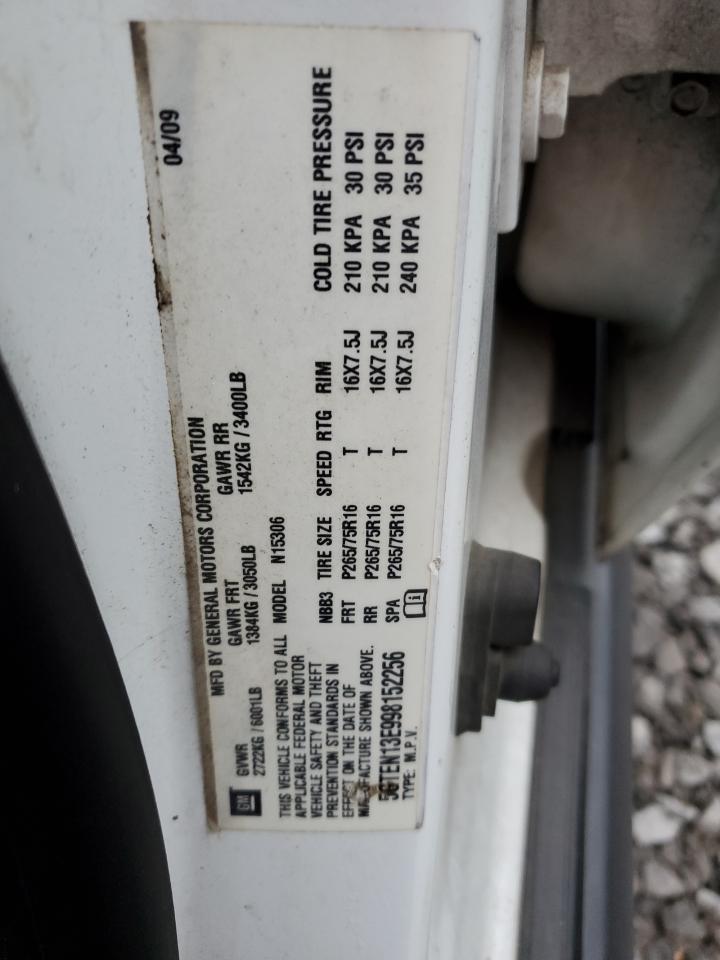 04/09
MFD BY GENERAL MOTORS CORPORATION
GM
GVWR GAWR FRT GAWR RR
2722KG / 6001LB 1384KG / 3050LB 1542KG / 3400LB
THIS VEHICLE CONFORMS TO ALL
APPLICABLE FEDERAL MOTOR
VEHICLE SAFETY AND THEFT
PREVENTION STANDARDS IN
EFFECT ON THE DATE OF
MANUFACTURE SHOWN ABOVE.
5GTEN13E998152256
TYPE: M.P.V.
MODEL N15306
NBB3 TIRE SIZE SPEED RTG RIM COLD TIRE PRESSURE
FRT P265/75R16 T 16X7.5J 210 KPA 30 PSI
RR P265/75R16 T 16X7.5J 210 KPA 30 PSI
SPA P265/75R16 T 16X7.5J 240 KPA 35 PSI